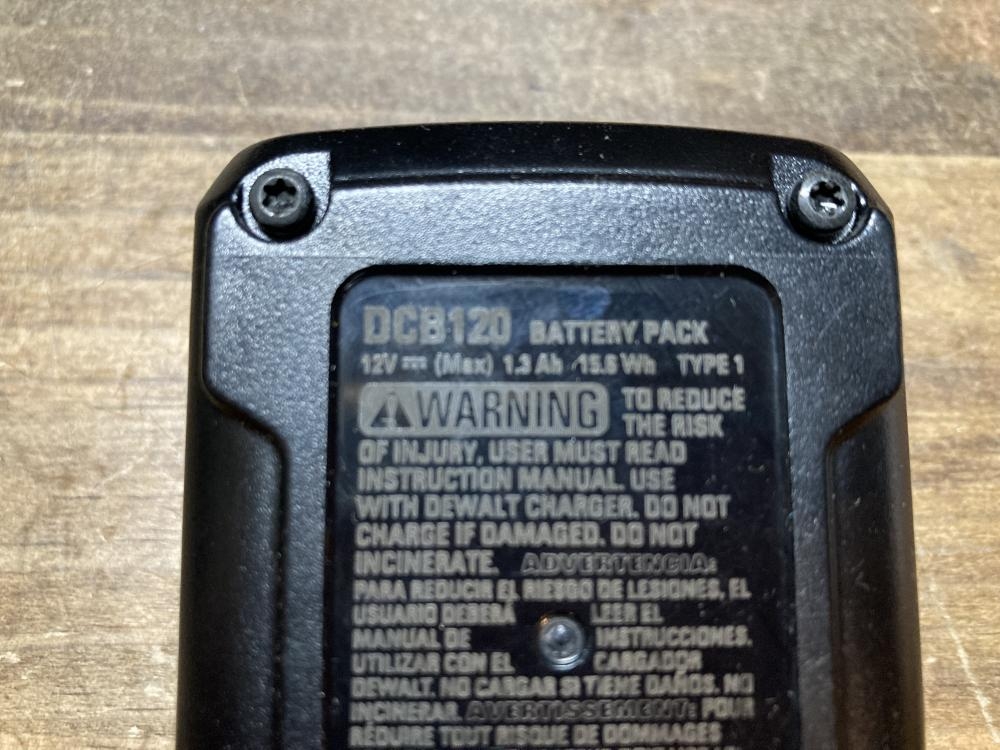 DCB120 BATTERY PACK
12V ⎓ (Max) 1.3 Ah 15.6 Wh TYPE 1
⚠WARNING TO REDUCE
THE RISK
OF INJURY, USER MUST READ
INSTRUCTION MANUAL. USE
WITH DEWALT CHARGER. DO NOT
CHARGE IF DAMAGED. DO NOT
INCINERATE. ADVERTENCIA:
PARA REDUCIR EL RIESGO DE LESIONES, EL
USUARIO DEBERÁ LEER EL
MANUAL DE INSTRUCCIONES.
UTILIZAR CON EL CARGADOR
DEWALT. NO CARGAR SI TIENE DAÑOS. NO
INCINERAR. AVERTISSEMENT: POUR
RÉDUIRE TOUT RISQUE DE DOMMAGES